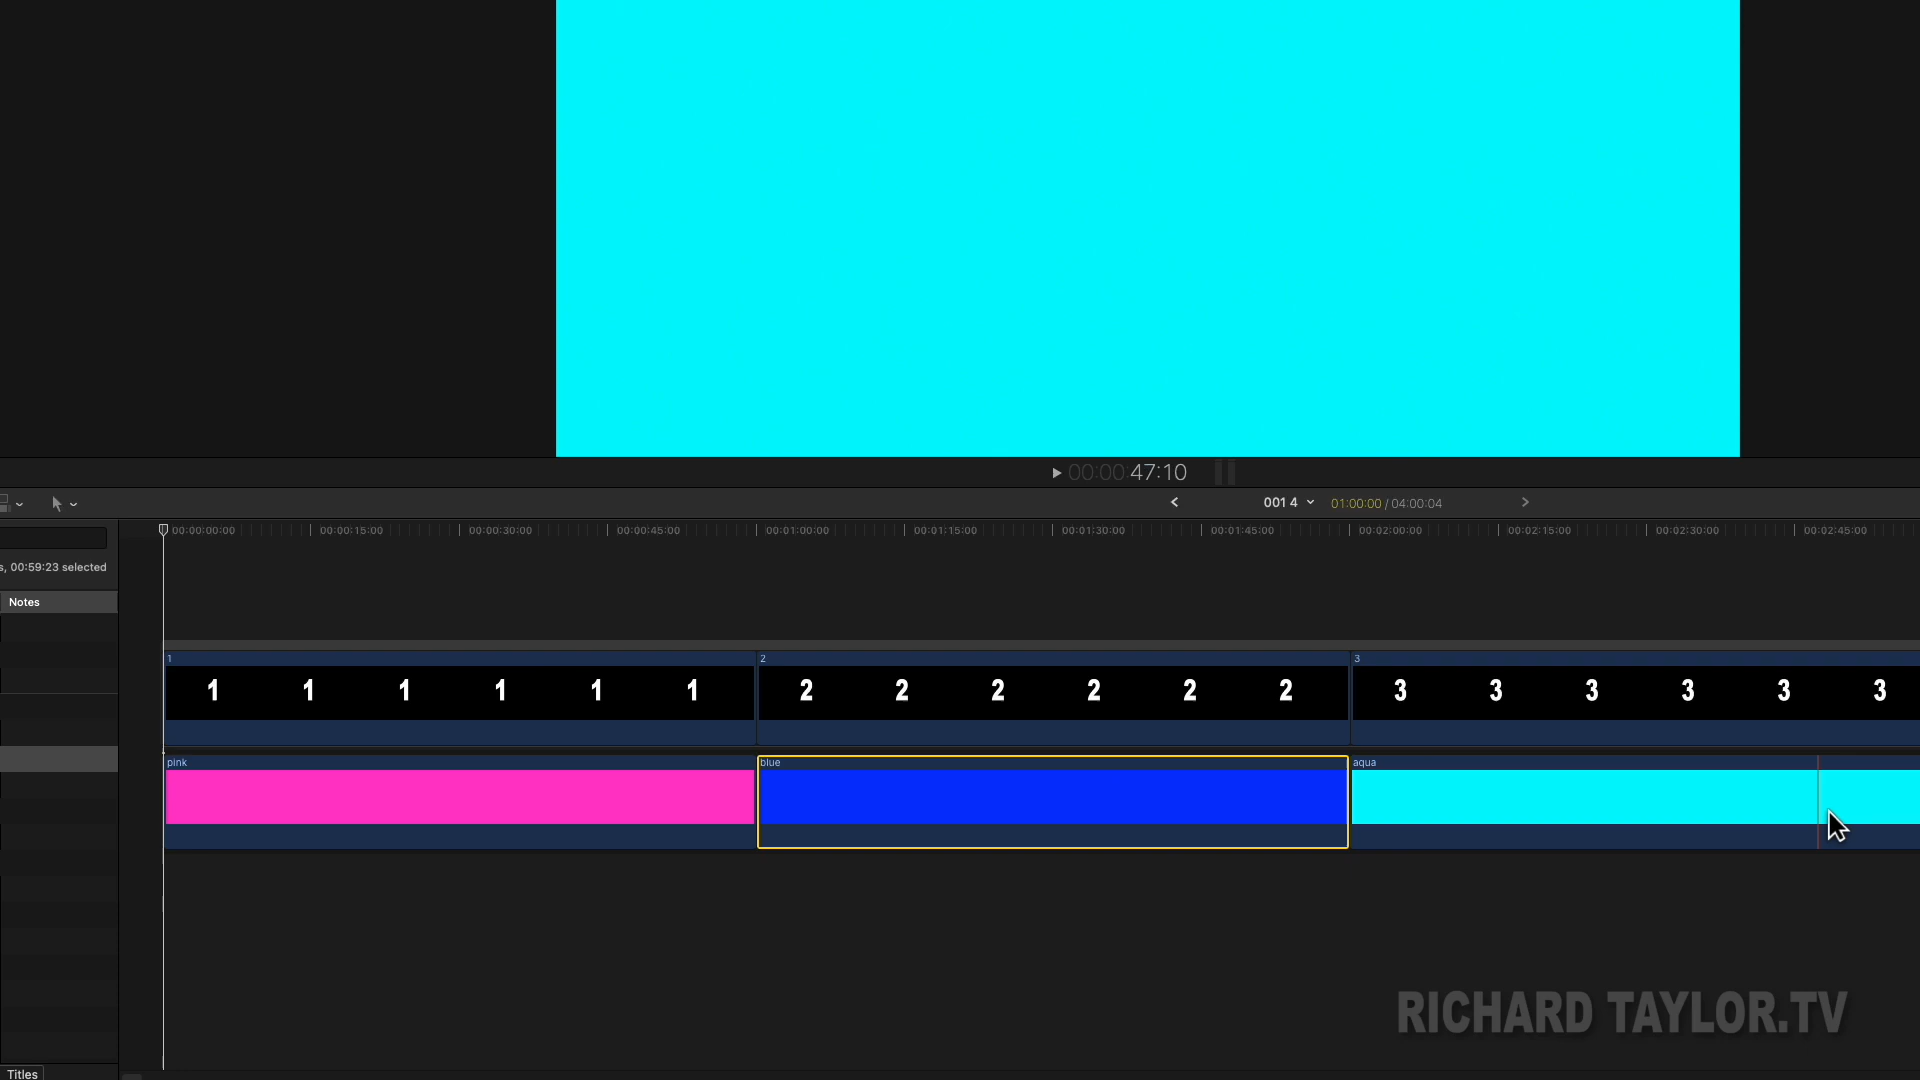 00:00:47:10
001 4 01:00:00 / 04:00:04
00:00:00:00 00:00:15:00 00:00:30:00 00:00:45:00 00:01:00:00 00:01:15:00 00:01:30:00 00:01:45:00 00:02:00:00 00:02:15:00 00:02:30:00 00:02:45:00
s, 00:59:23 selected
Notes
1 2 3
1 1 1 1 1 1 2 2 2 2 2 2 3 3 3 3 3 3
pink blue aqua
RICHARD TAYLOR.TV
Titles